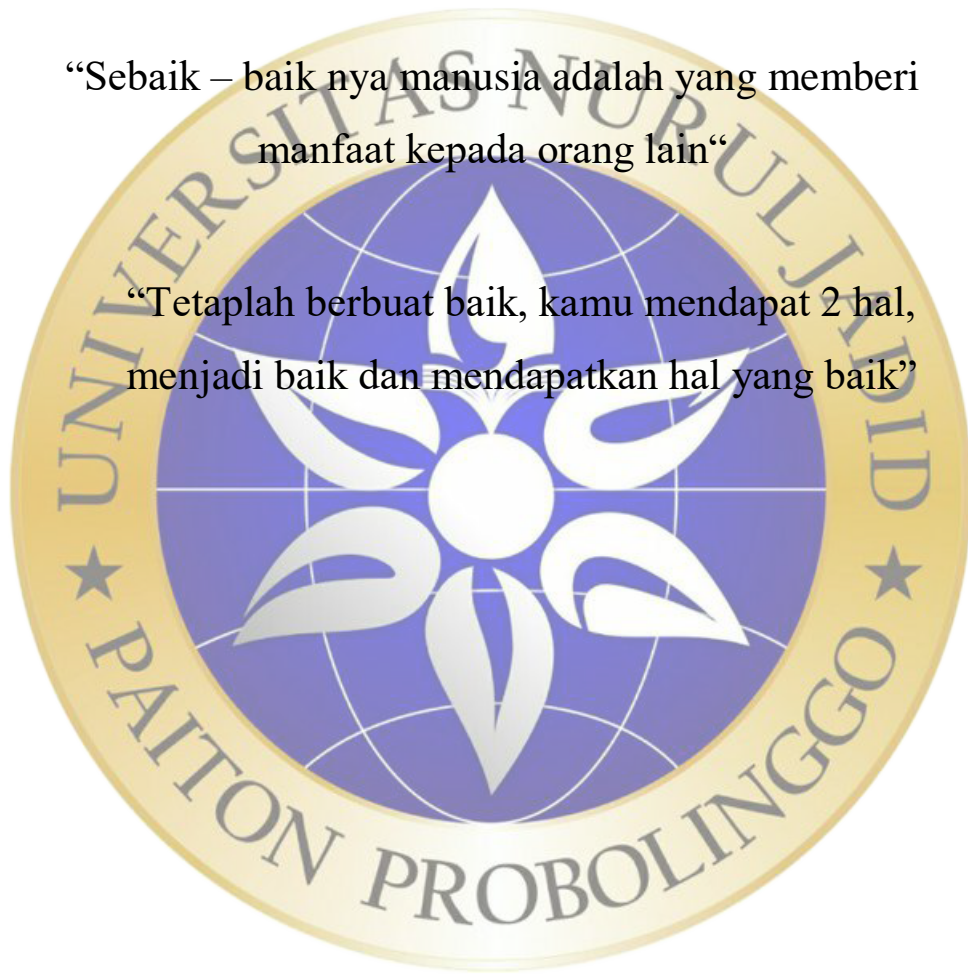 “Sebaik – baik nya manusia adalah yang memberi
manfaat kepada orang lain“
“Tetaplah berbuat baik, kamu mendapat 2 hal,
menjadi baik dan mendapatkan hal yang baik”
UNIVERSITAS NURUL JADID
PAITON PROBOLINGGO